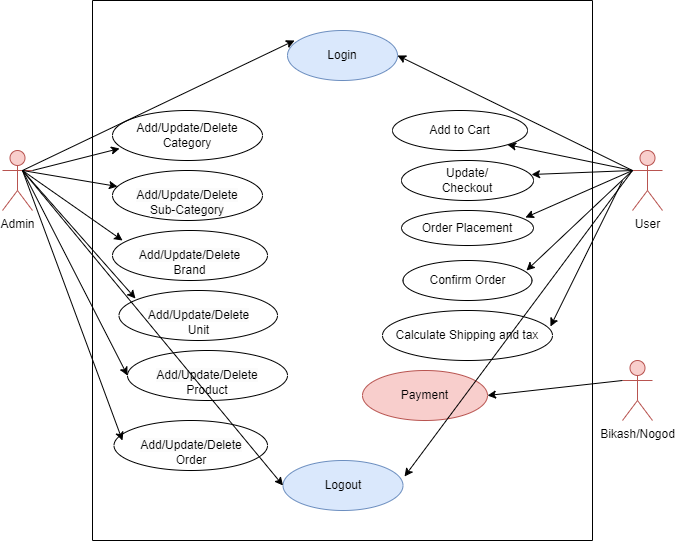 Login
Add/Update/Delete
Category
Add to Cart
Update/
Checkout
Add/Update/Delete
Sub-Category
Admin
User
Order Placement
Add/Update/Delete
Brand
Confirm Order
Add/Update/Delete
Unit
Calculate Shipping and tax
Add/Update/Delete
Product
Payment
Bikash/Nogod
Add/Update/Delete
Order
Logout